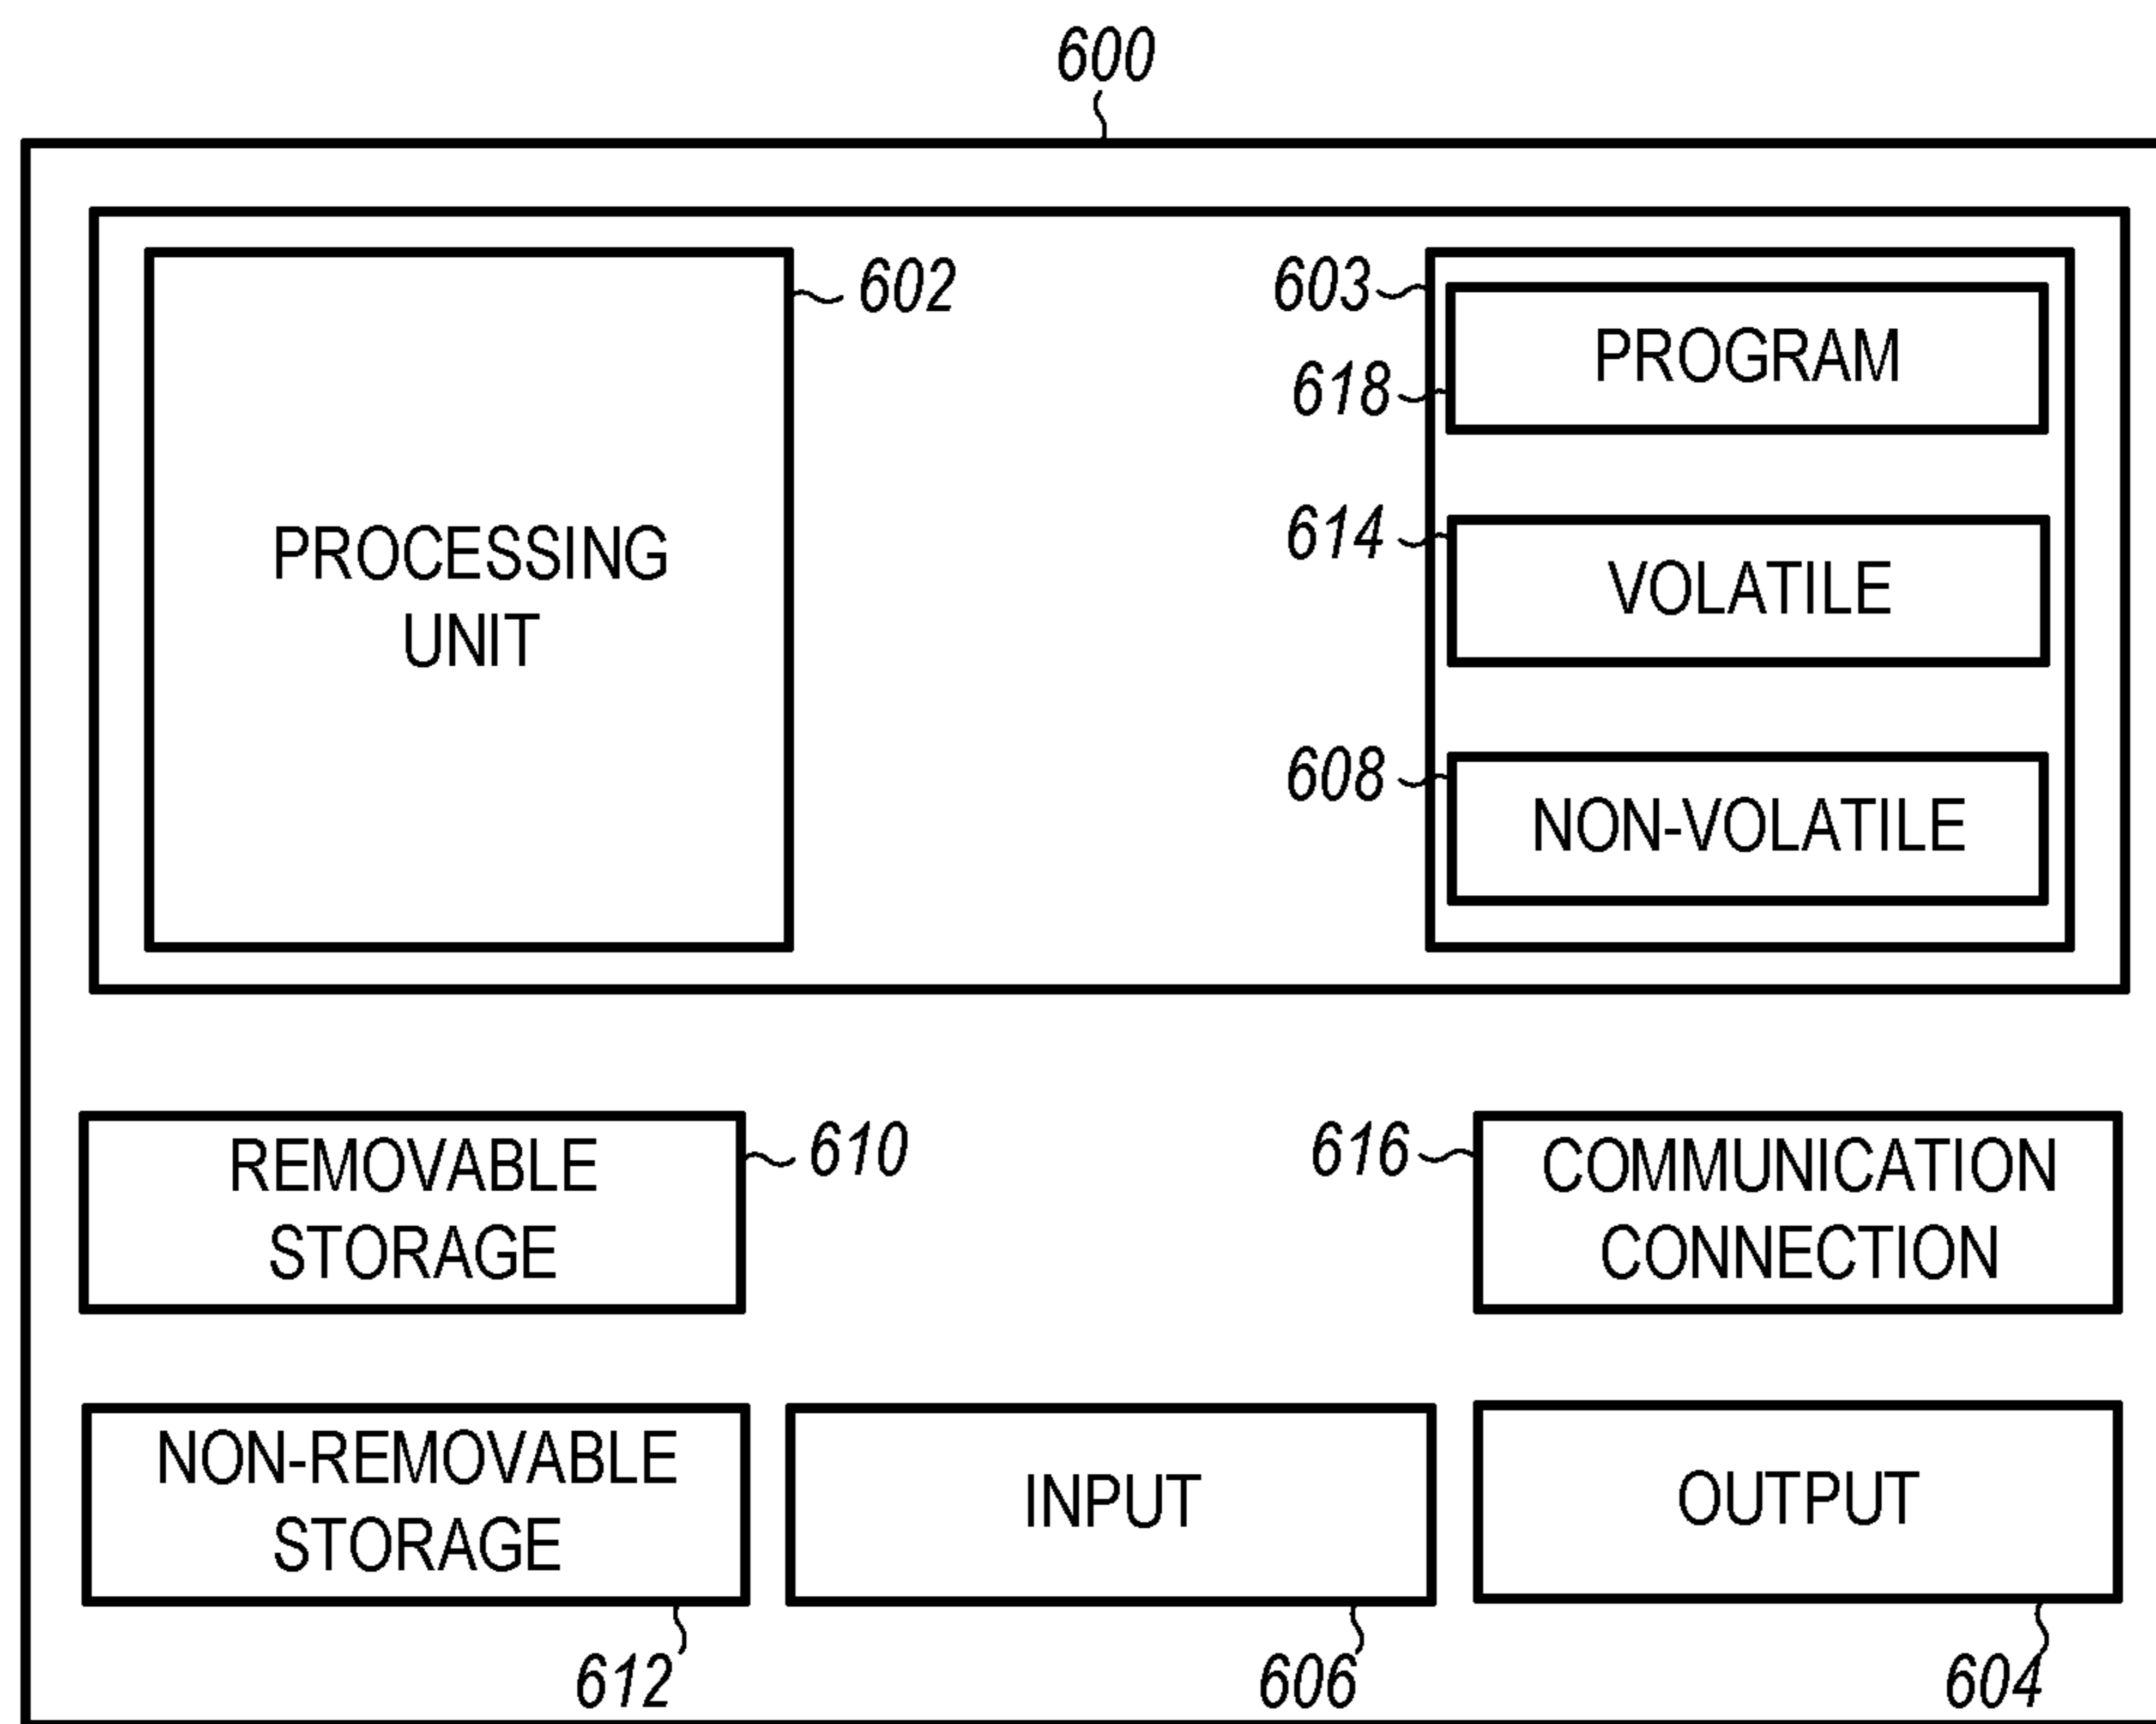 600
PROCESSING
UNIT
602
603
PROGRAM
618
614
VOLATILE
608
NON-VOLATILE
REMOVABLE
STORAGE
610
616
COMMUNICATION
CONNECTION
NON-REMOVABLE
STORAGE
INPUT
OUTPUT
612
606
604